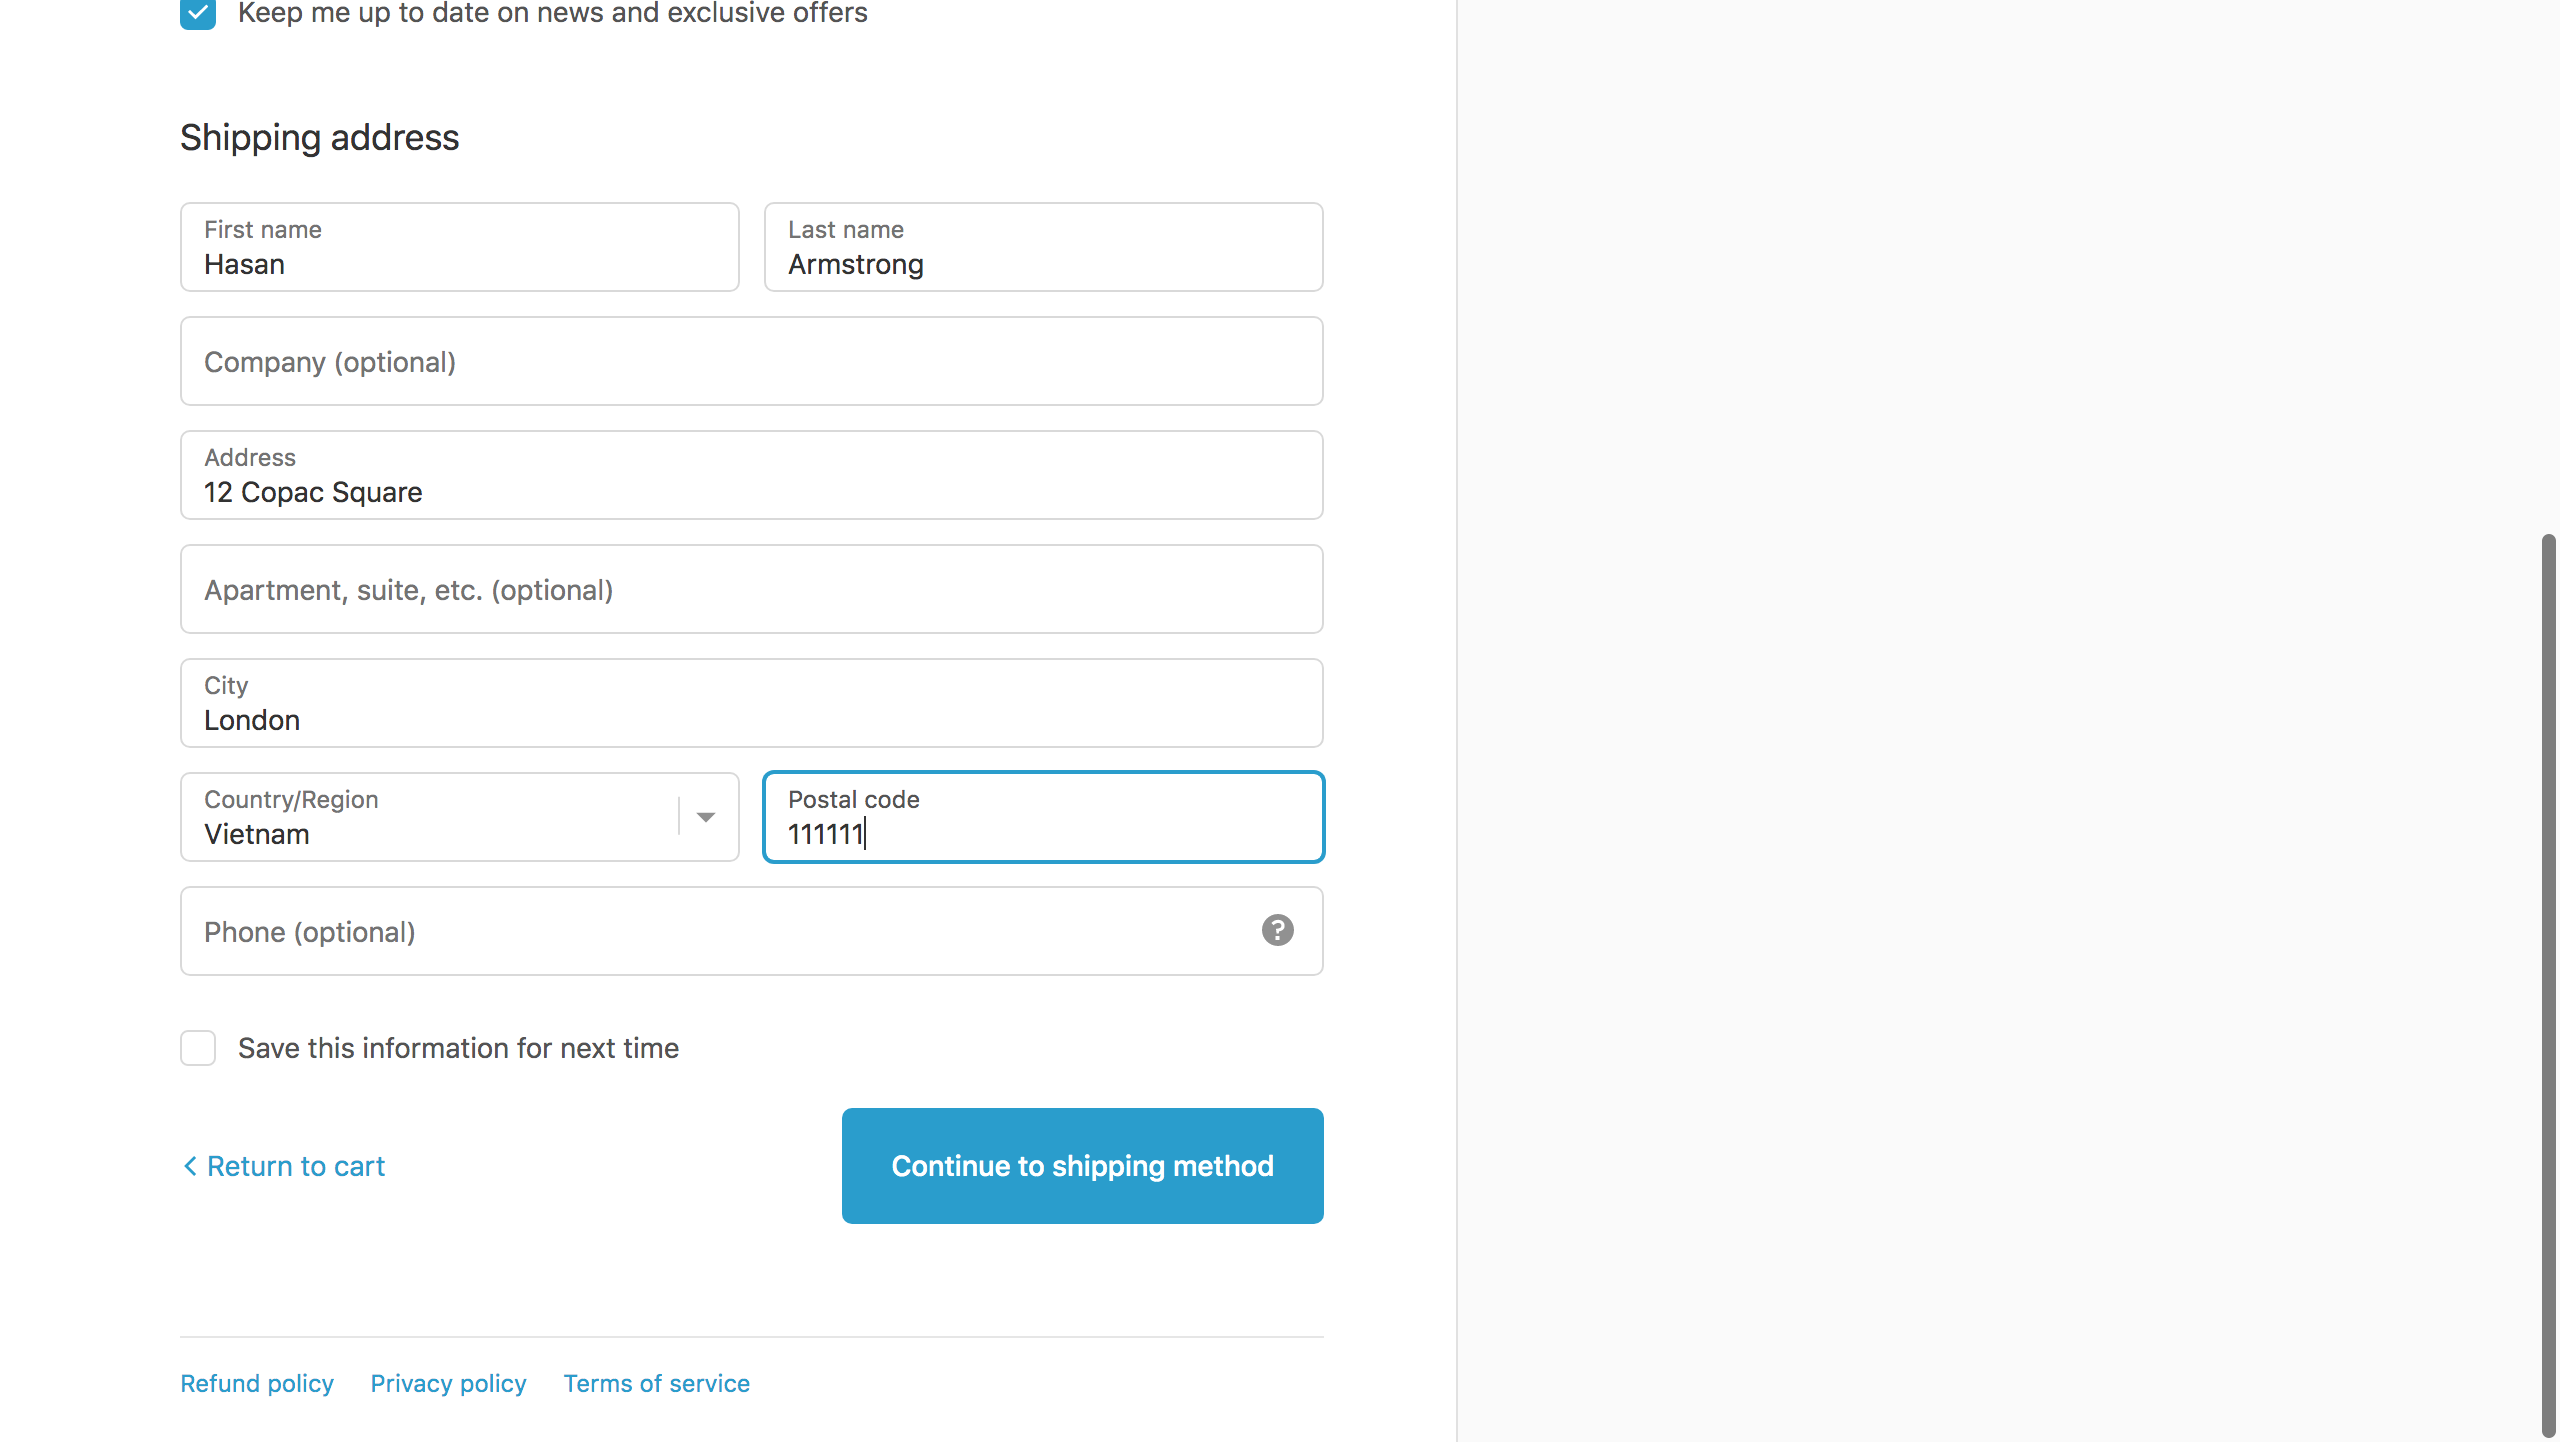 Keep me up to date on news and exclusive offers
Shipping address
First name
Hasan
Last name
Armstrong
Company (optional)
Address
12 Copac Square
Apartment, suite, etc. (optional)
City
London
Country/Region
Vietnam
Postal code
111111
Phone (optional)
?
Save this information for next time
Return to cart
Continue to shipping method
Refund policy
Privacy policy
Terms of service